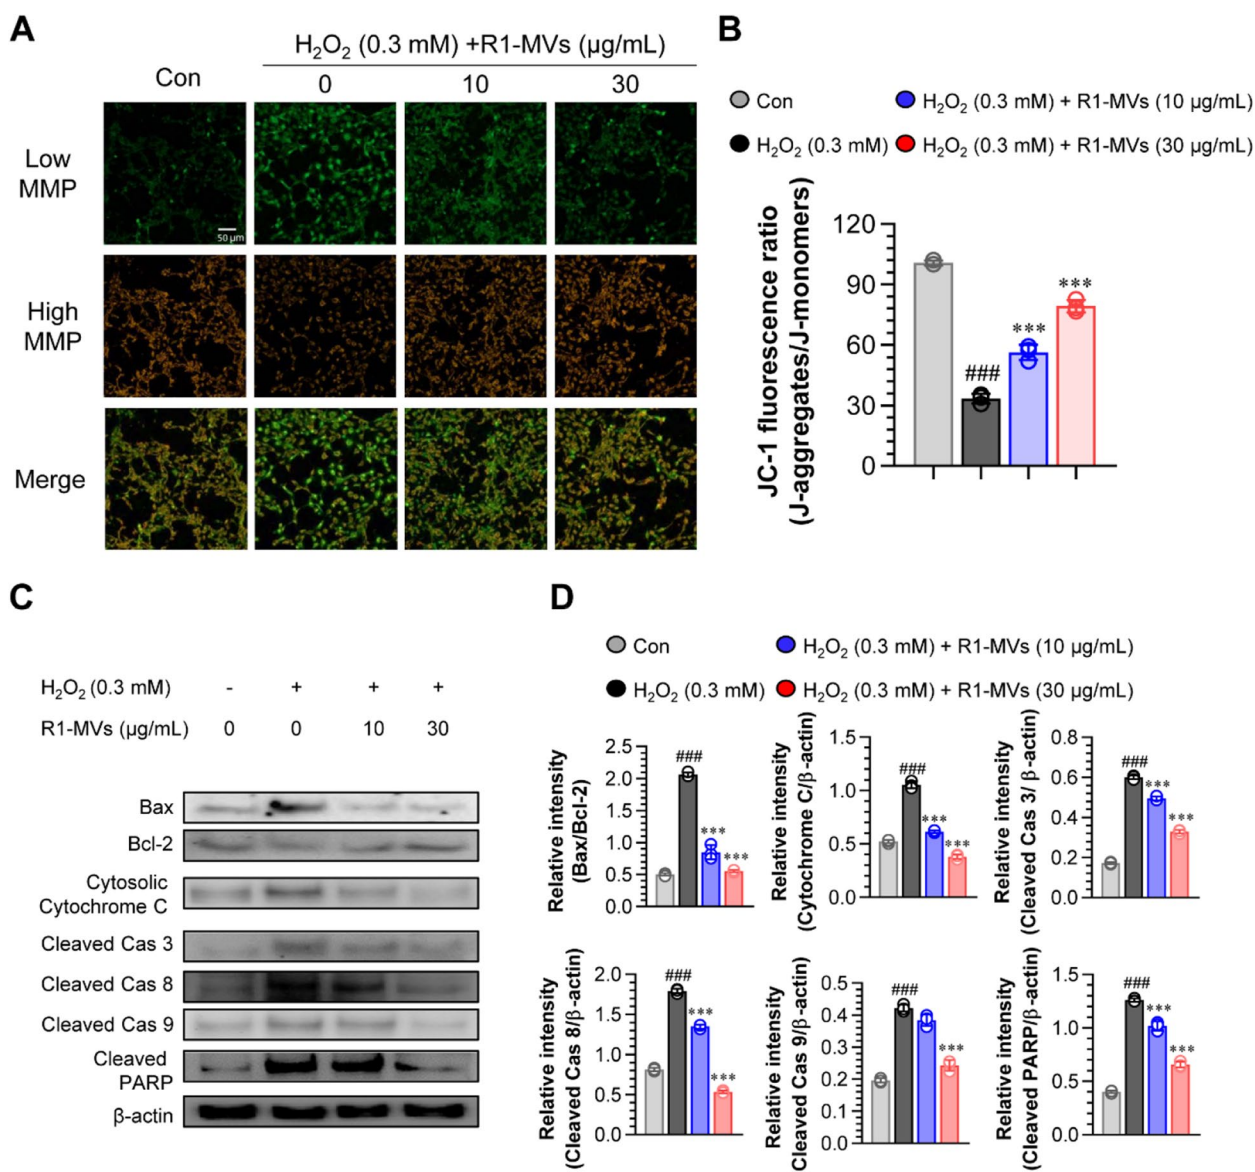 A
H₂O₂ (0.3 mM) +R1-MVs (µg/mL)
Con
0
10
30
Low
MMP
50 µm
High
MMP
Merge
B
Con
H₂O₂ (0.3 mM) + R1-MVs (10 µg/mL)
H₂O₂ (0.3 mM)
H₂O₂ (0.3 mM) + R1-MVs (30 µg/mL)
JC-1 fluorescence ratio
(J-aggregates/J-monomers)
120
90
60
30
0
###
***
***
C
H₂O₂ (0.3 mM) - + + +
R1-MVs (µg/mL) 0 0 10 30
Bax
Bcl-2
Cytosolic
Cytochrome C
Cleaved Cas 3
Cleaved Cas 8
Cleaved Cas 9
Cleaved
PARP
β-actin
D
Con
H₂O₂ (0.3 mM) + R1-MVs (10 µg/mL)
H₂O₂ (0.3 mM)
H₂O₂ (0.3 mM) + R1-MVs (30 µg/mL)
Relative intensity
(Bax/Bcl-2)
2.5
2.0
1.5
1.0
0.5
0.0
###
***
***
Relative intensity
(Cytochrome C/β-actin)
1.5
1.0
0.5
0.0
###
***
***
Relative intensity
(Cleaved Cas 3/ β-actin)
0.8
0.6
0.4
0.2
0.0
###
***
***
Relative intensity
(Cleaved Cas 8/β-actin)
2.0
1.5
1.0
0.5
0.0
###
***
***
Relative intensity
Cleaved Cas 9/β-actin)
0.5
0.4
0.3
0.2
0.1
0.0
###
***
Relative intensity
(Cleaved PARP/β-actin)
1.5
1.0
0.5
0.0
###
***
***